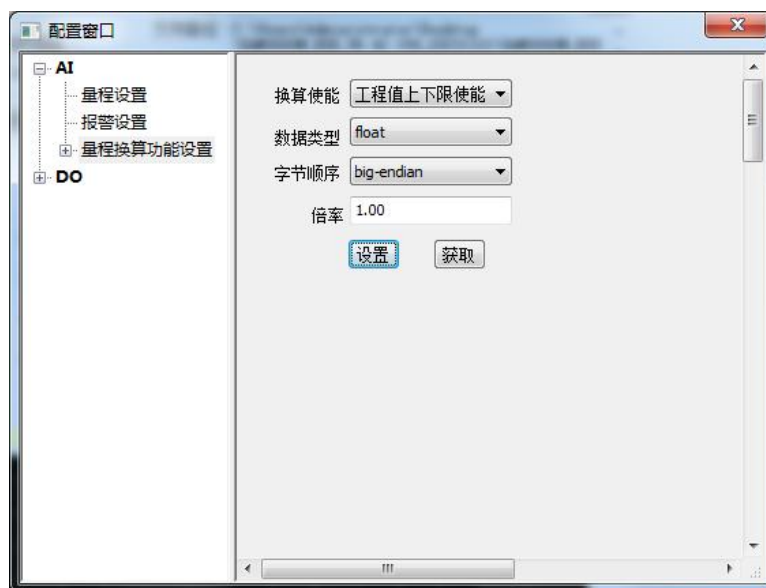 配置窗口
AI
量程设置
报警设置
量程换算功能设置
DO
换算使能 工程值上下限使能
数据类型 float
字节顺序 big-endian
倍率 1.00
设置 获取